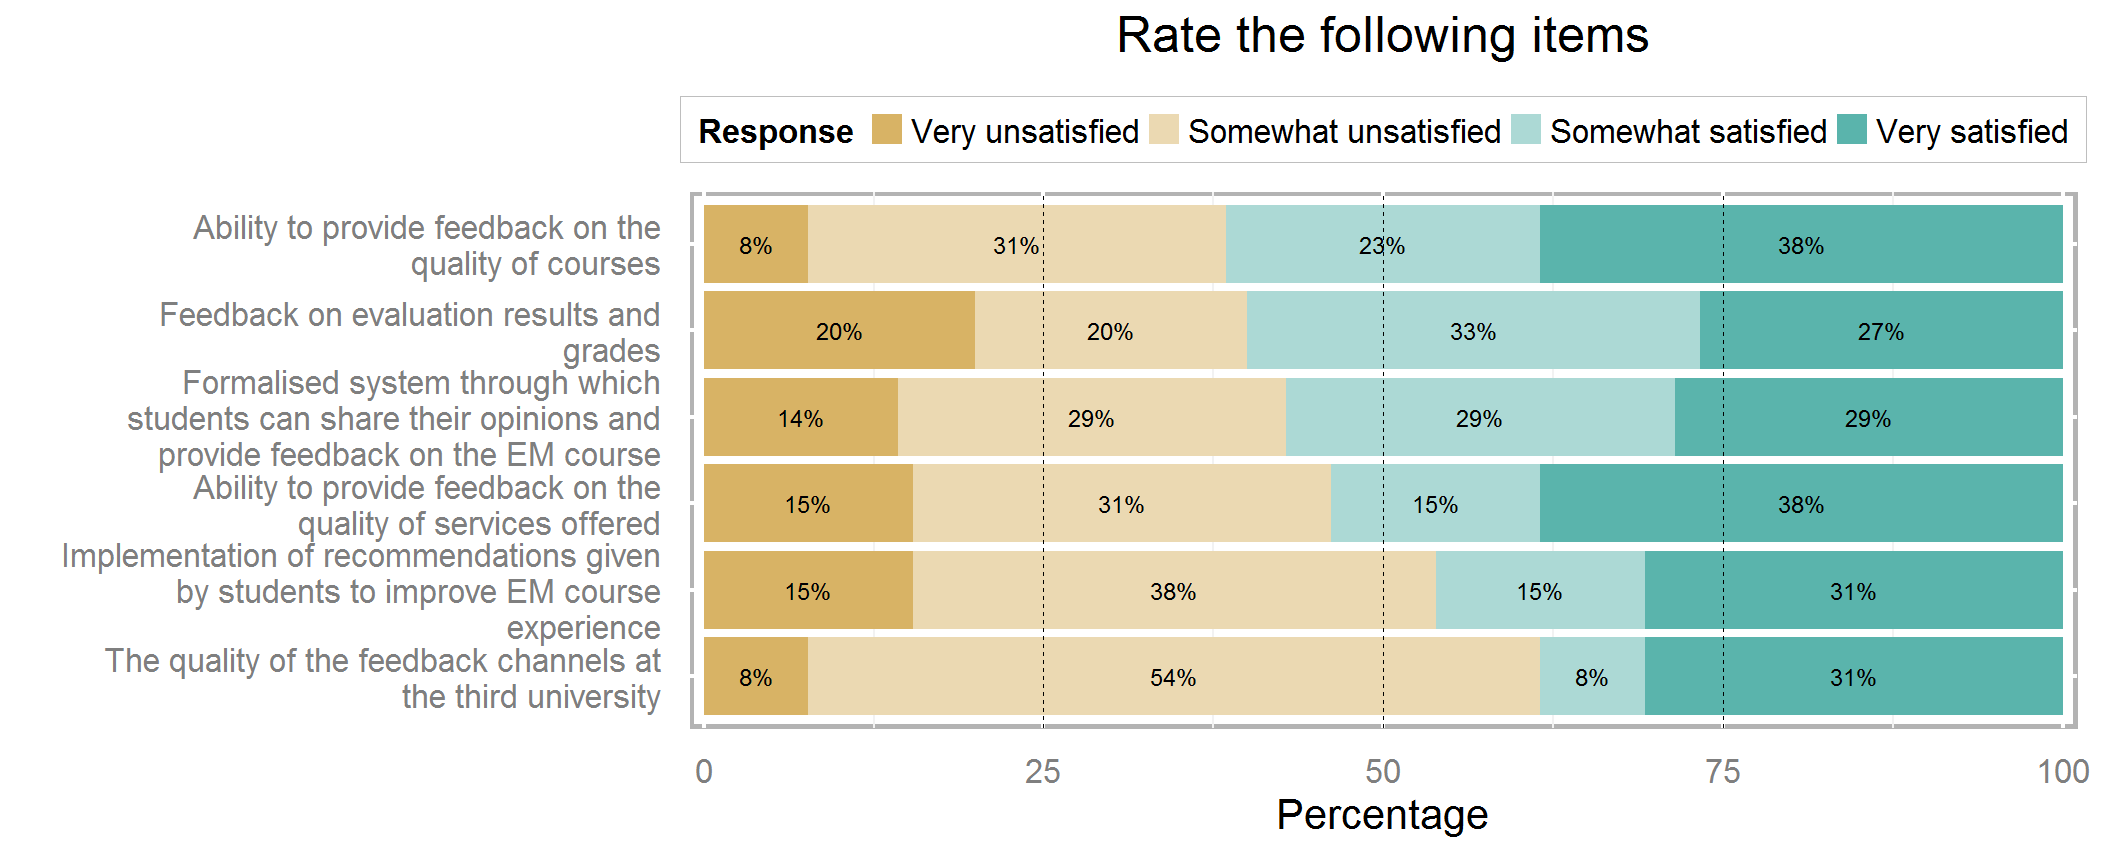 Rate the following items
Response Very unsatisfied Somewhat unsatisfied Somewhat satisfied Very satisfied
Ability to provide feedback on the
quality of courses
8% 31% 23% 38%
Feedback on evaluation results and
grades
20% 20% 33% 27%
Formalised system through which
students can share their opinions and
provide feedback on the EM course
14% 29% 29% 29%
Ability to provide feedback on the
quality of services offered
15% 31% 15% 38%
Implementation of recommendations given
by students to improve EM course
experience
15% 38% 15% 31%
The quality of the feedback channels at
the third university
8% 54% 8% 31%
0 25 50 75 100
Percentage